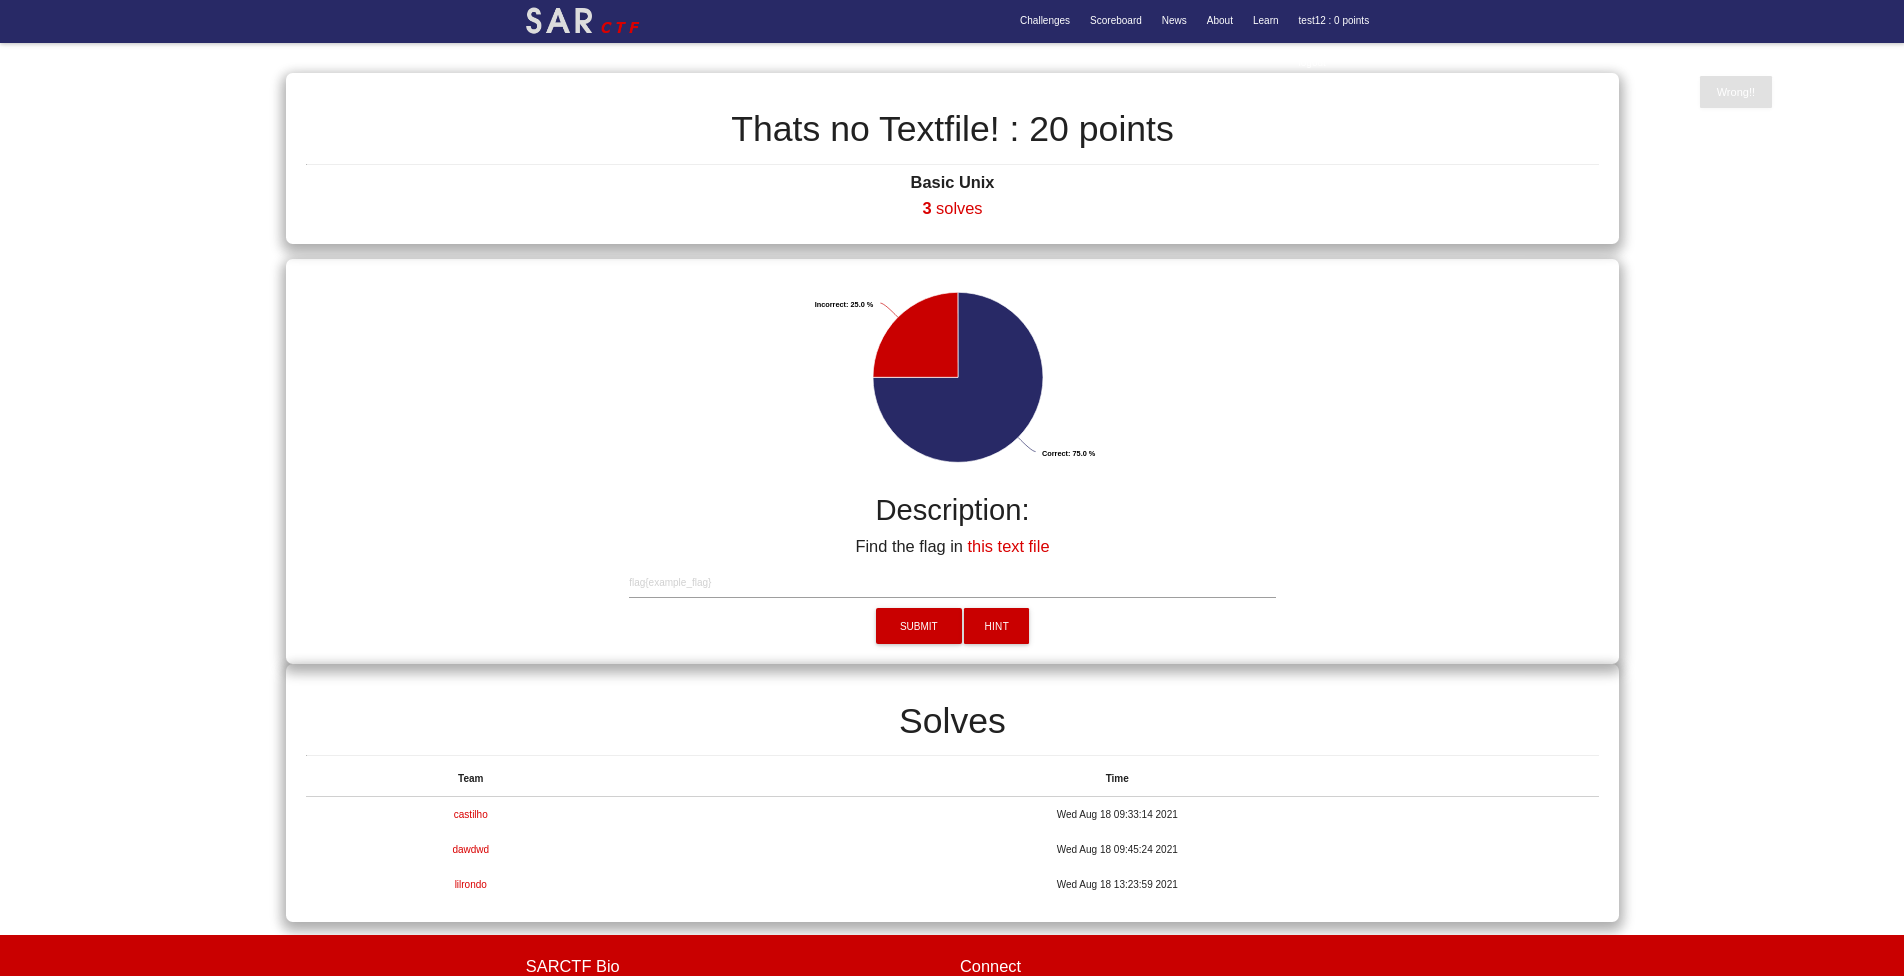 SAR CTF
Challenges Scoreboard News About Learn test12 : 0 points
Wrong!!
Thats no Textfile! : 20 points
Basic Unix
3 solves
Incorrect: 25.0 %
Correct: 75.0 %
Description:
Find the flag in this text file
flag{example_flag}
SUBMIT HINT
Solves
Team Time
castilho Wed Aug 18 09:33:14 2021
dawdwd Wed Aug 18 09:45:24 2021
lilrondo Wed Aug 18 13:23:59 2021
SARCTF Bio Connect